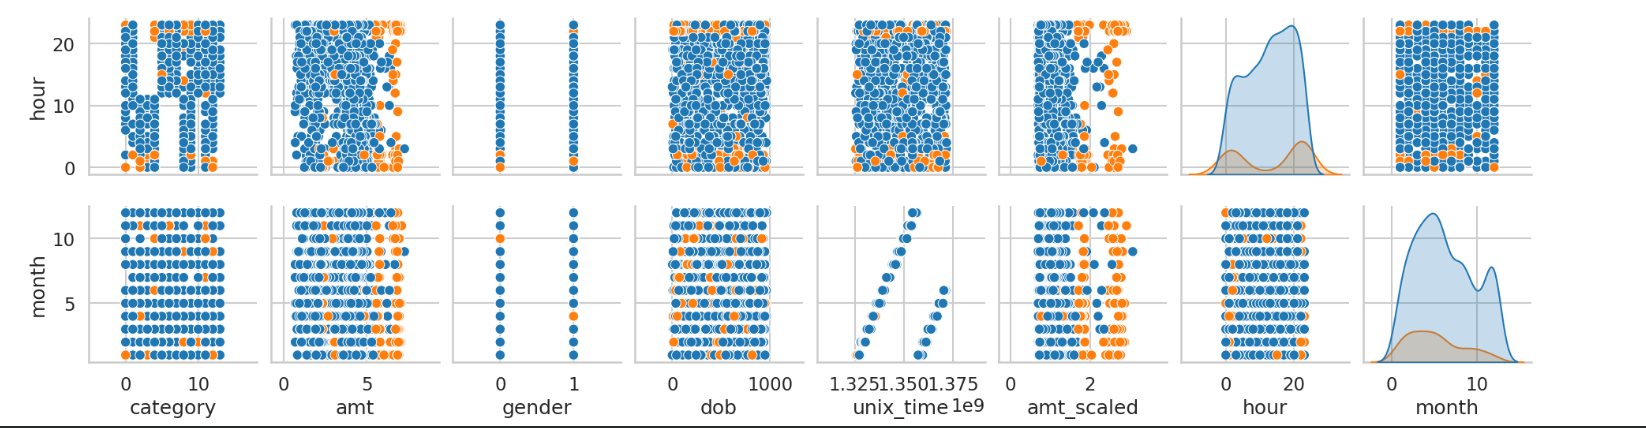 20
10
0
hour
10
5
month
0 10 0 5 0 1 0 1000 1.325 1.350 1.375 0 2 0 20 0 10
1e9
category amt gender dob unix_time amt_scaled hour month